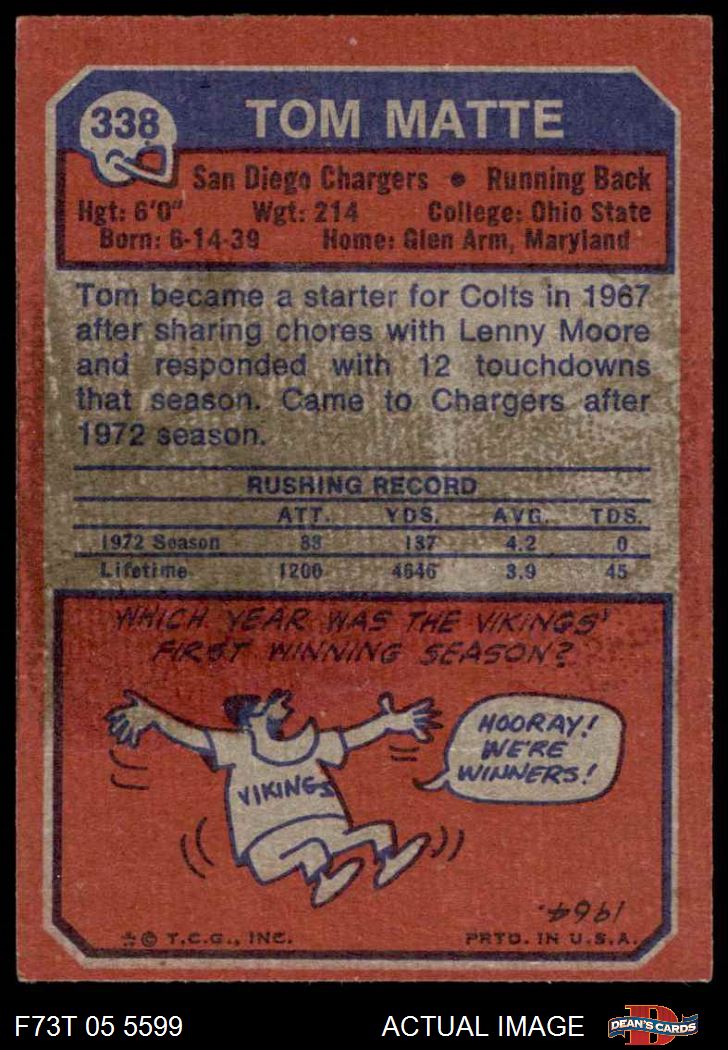 338
TOM MATTE
San Diego Chargers • Running Back
Hgt: 6'0" Wgt: 214 College: Ohio State
Born: 6-14-39 Home: Glen Arm, Maryland
Tom became a starter for Colts in 1967
after sharing chores with Lenny Moore
and responded with 12 touchdowns
that season. Came to Chargers after
1972 season.
RUSHING RECORD
ATT. YDS. AVG. TDS.
1972 Season 33 137 4.2 0
Lifetime 1200 4646 3.9 45
WHICH YEAR WAS THE VIKINGS'
FIRST WINNING SEASON?
HOORAY!
WE'RE
WINNERS!
VIKINGS
1964.
* © T.C.G., INC. PRTD. IN U.S.A.
F73T 05 5599 ACTUAL IMAGE D DEAN'S CARDS